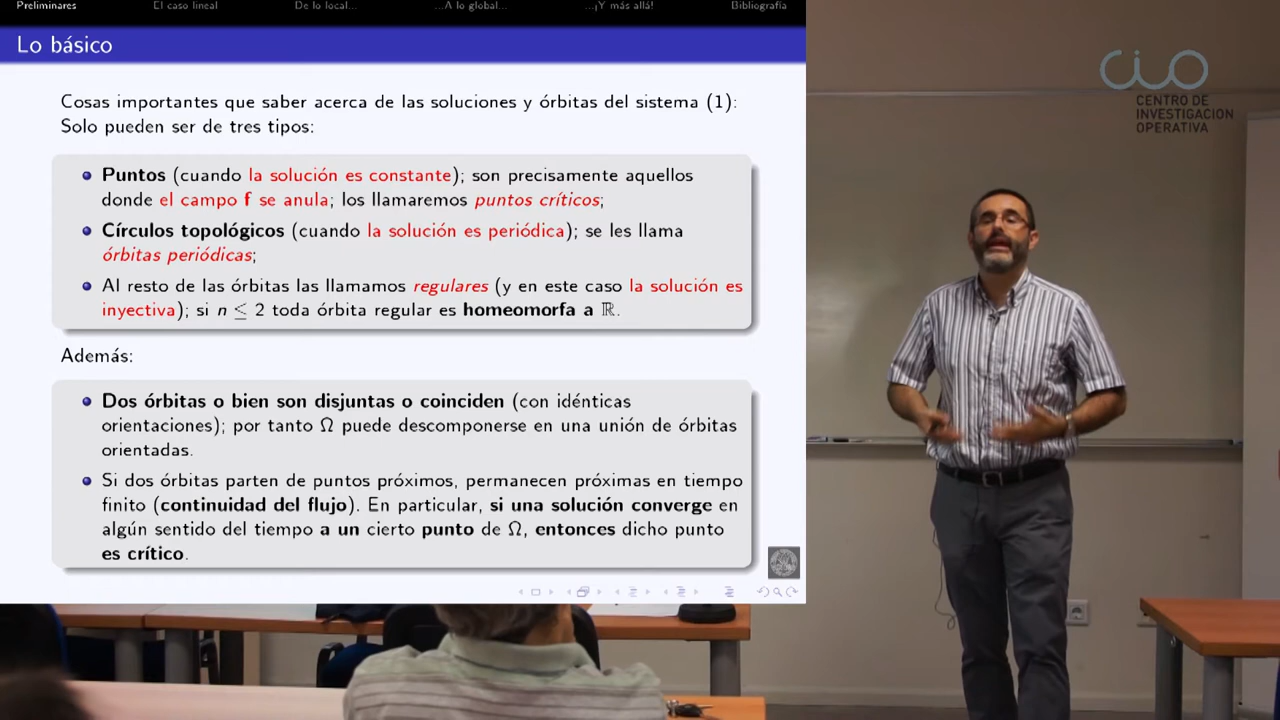 Preliminares El caso lineal De lo local... ...A lo global... ...¡Y más allá! Bibliografía
Lo básico
Cosas importantes que saber acerca de las soluciones y órbitas del sistema (1):
Solo pueden ser de tres tipos:
Puntos (cuando la solución es constante); son precisamente aquellos
donde el campo f se anula; los llamaremos puntos críticos;
Círculos topológicos (cuando la solución es periódica); se les llama
órbitas periódicas;
Al resto de las órbitas las llamamos regulares (y en este caso la solución es
inyectiva); si n ≤ 2 toda órbita regular es homeomorfa a ℝ.
Además:
Dos órbitas o bien son disjuntas o coinciden (con idénticas
orientaciones); por tanto Ω puede descomponerse en una unión de órbitas
orientadas.
Si dos órbitas parten de puntos próximos, permanecen próximas en tiempo
finito (continuidad del flujo). En particular, si una solución converge en
algún sentido del tiempo a un cierto punto de Ω, entonces dicho punto
es crítico.
CIO
CENTRO DE
INVESTIGACION
OPERATIVA